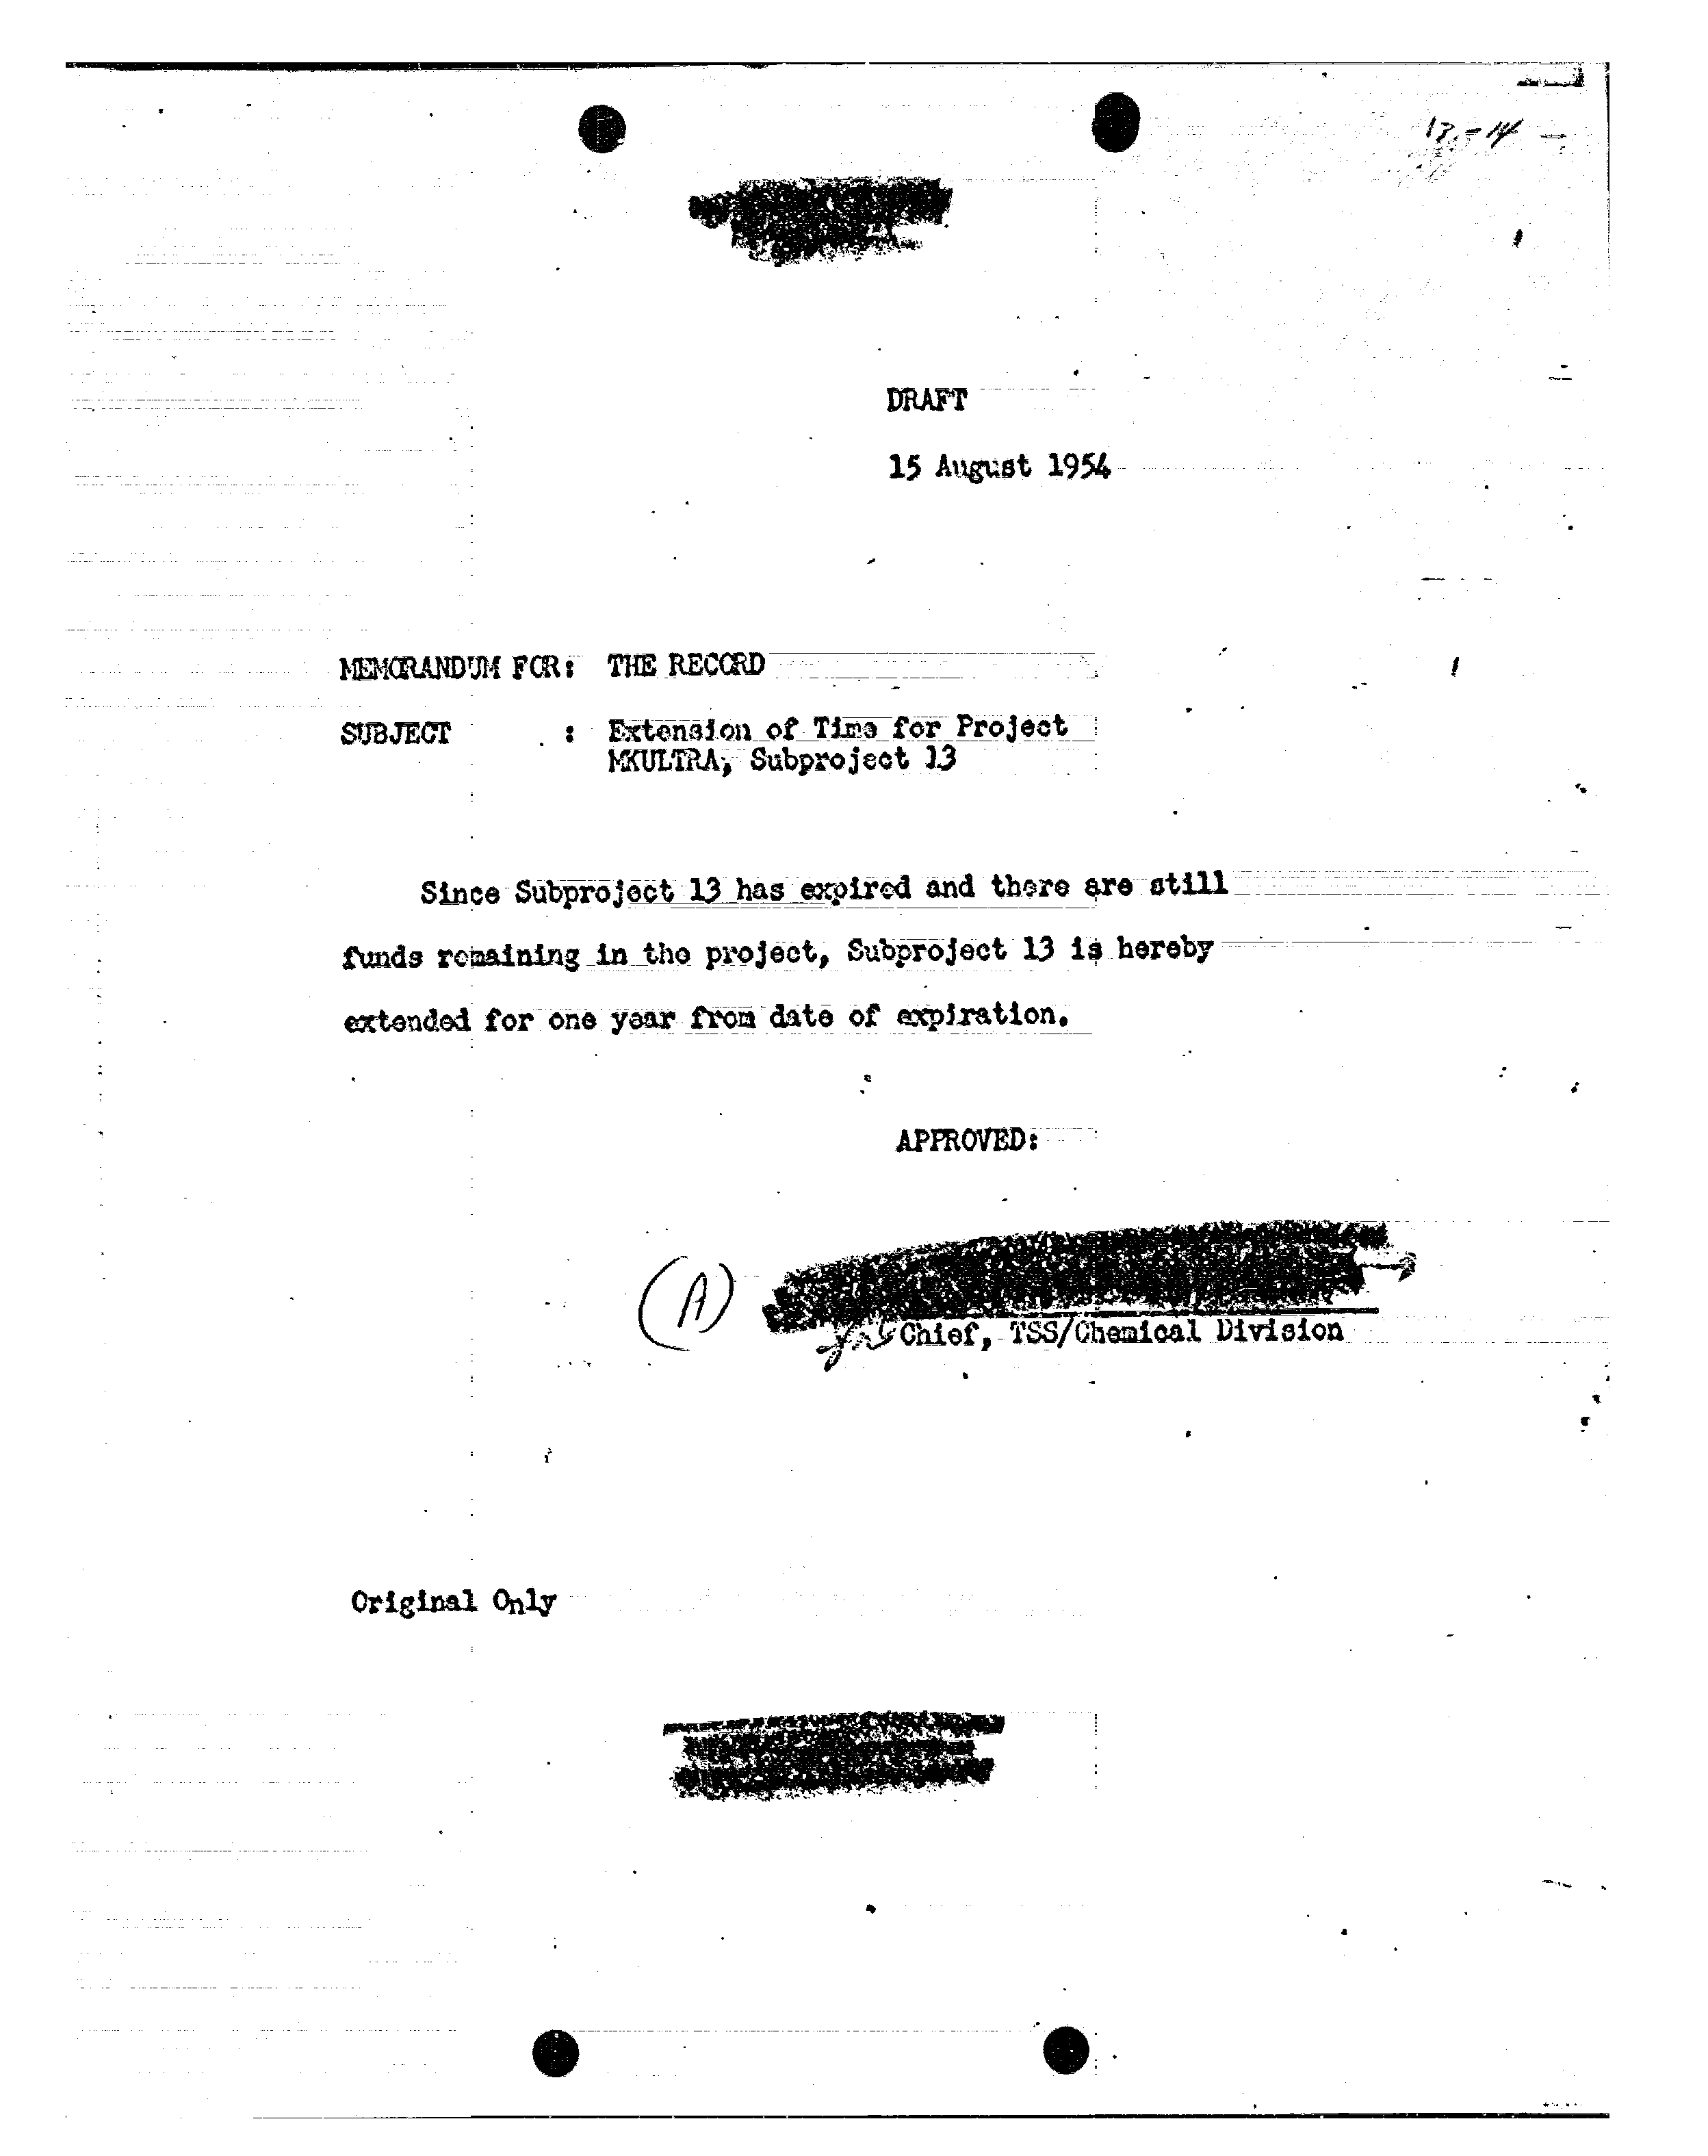 13-14
DRAFT
15 August 1954
MEMORANDUM FOR: THE RECORD
SUBJECT : Extension of Time for Project
MKULTRA, Subproject 13
Since Subproject 13 has expired and there are still
funds remaining in the project, Subproject 13 is hereby
extended for one year from date of expiration.
APPROVED:
(A)
for Chief, TSS/Chemical Division
Original Only